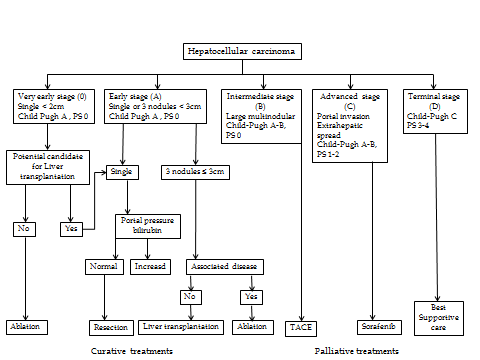 Hepatocellular carcinoma
Very early stage (0)
Single < 2cm
Child Pugh A , PS 0
Early stage (A)
Single or 3 nodules < 3cm
Child Pugh A , PS 0
Intermediate stage
(B)
Large multinodular
Child-Pugh A-B,
PS 0
Advanced stage
(C)
Portal invasion
Extrahepatic
spread
Child-Pugh A-B,
PS 1-2
Terminal stage
(D)
Child-Pugh C
PS 3-4
Potential candidate
for Liver
transplantation
Single
3 nodules ≤ 3cm
No
Yes
Portal pressure
bilirubin
Normal
Increasd
Associated disease
No
Yes
Ablation
Resection
Liver transplantation
Ablation
TACE
Sorafenib
Best
Supportive
care
Curative treatments
Palliative treatments